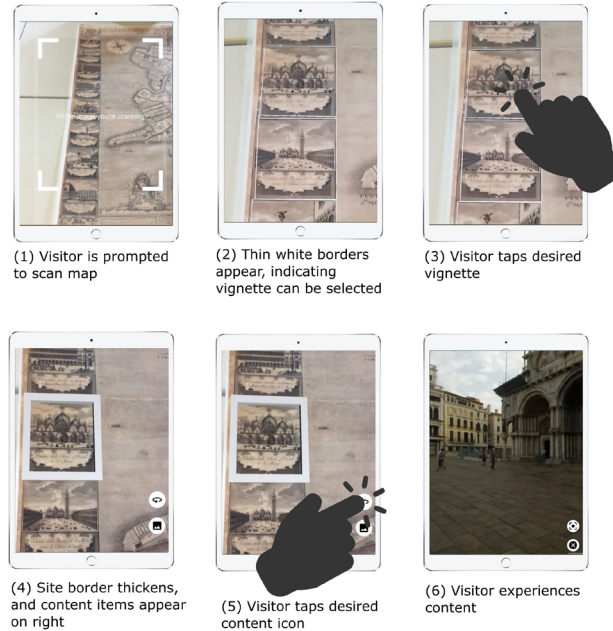 Fit the image you're scanning
(1) Visitor is prompted
to scan map
(2) Thin white borders
appear, indicating
vignette can be selected
(3) Visitor taps desired
vignette
(4) Site border thickens,
and content items appear
on right
(5) Visitor taps desired
content icon
(6) Visitor experiences
content